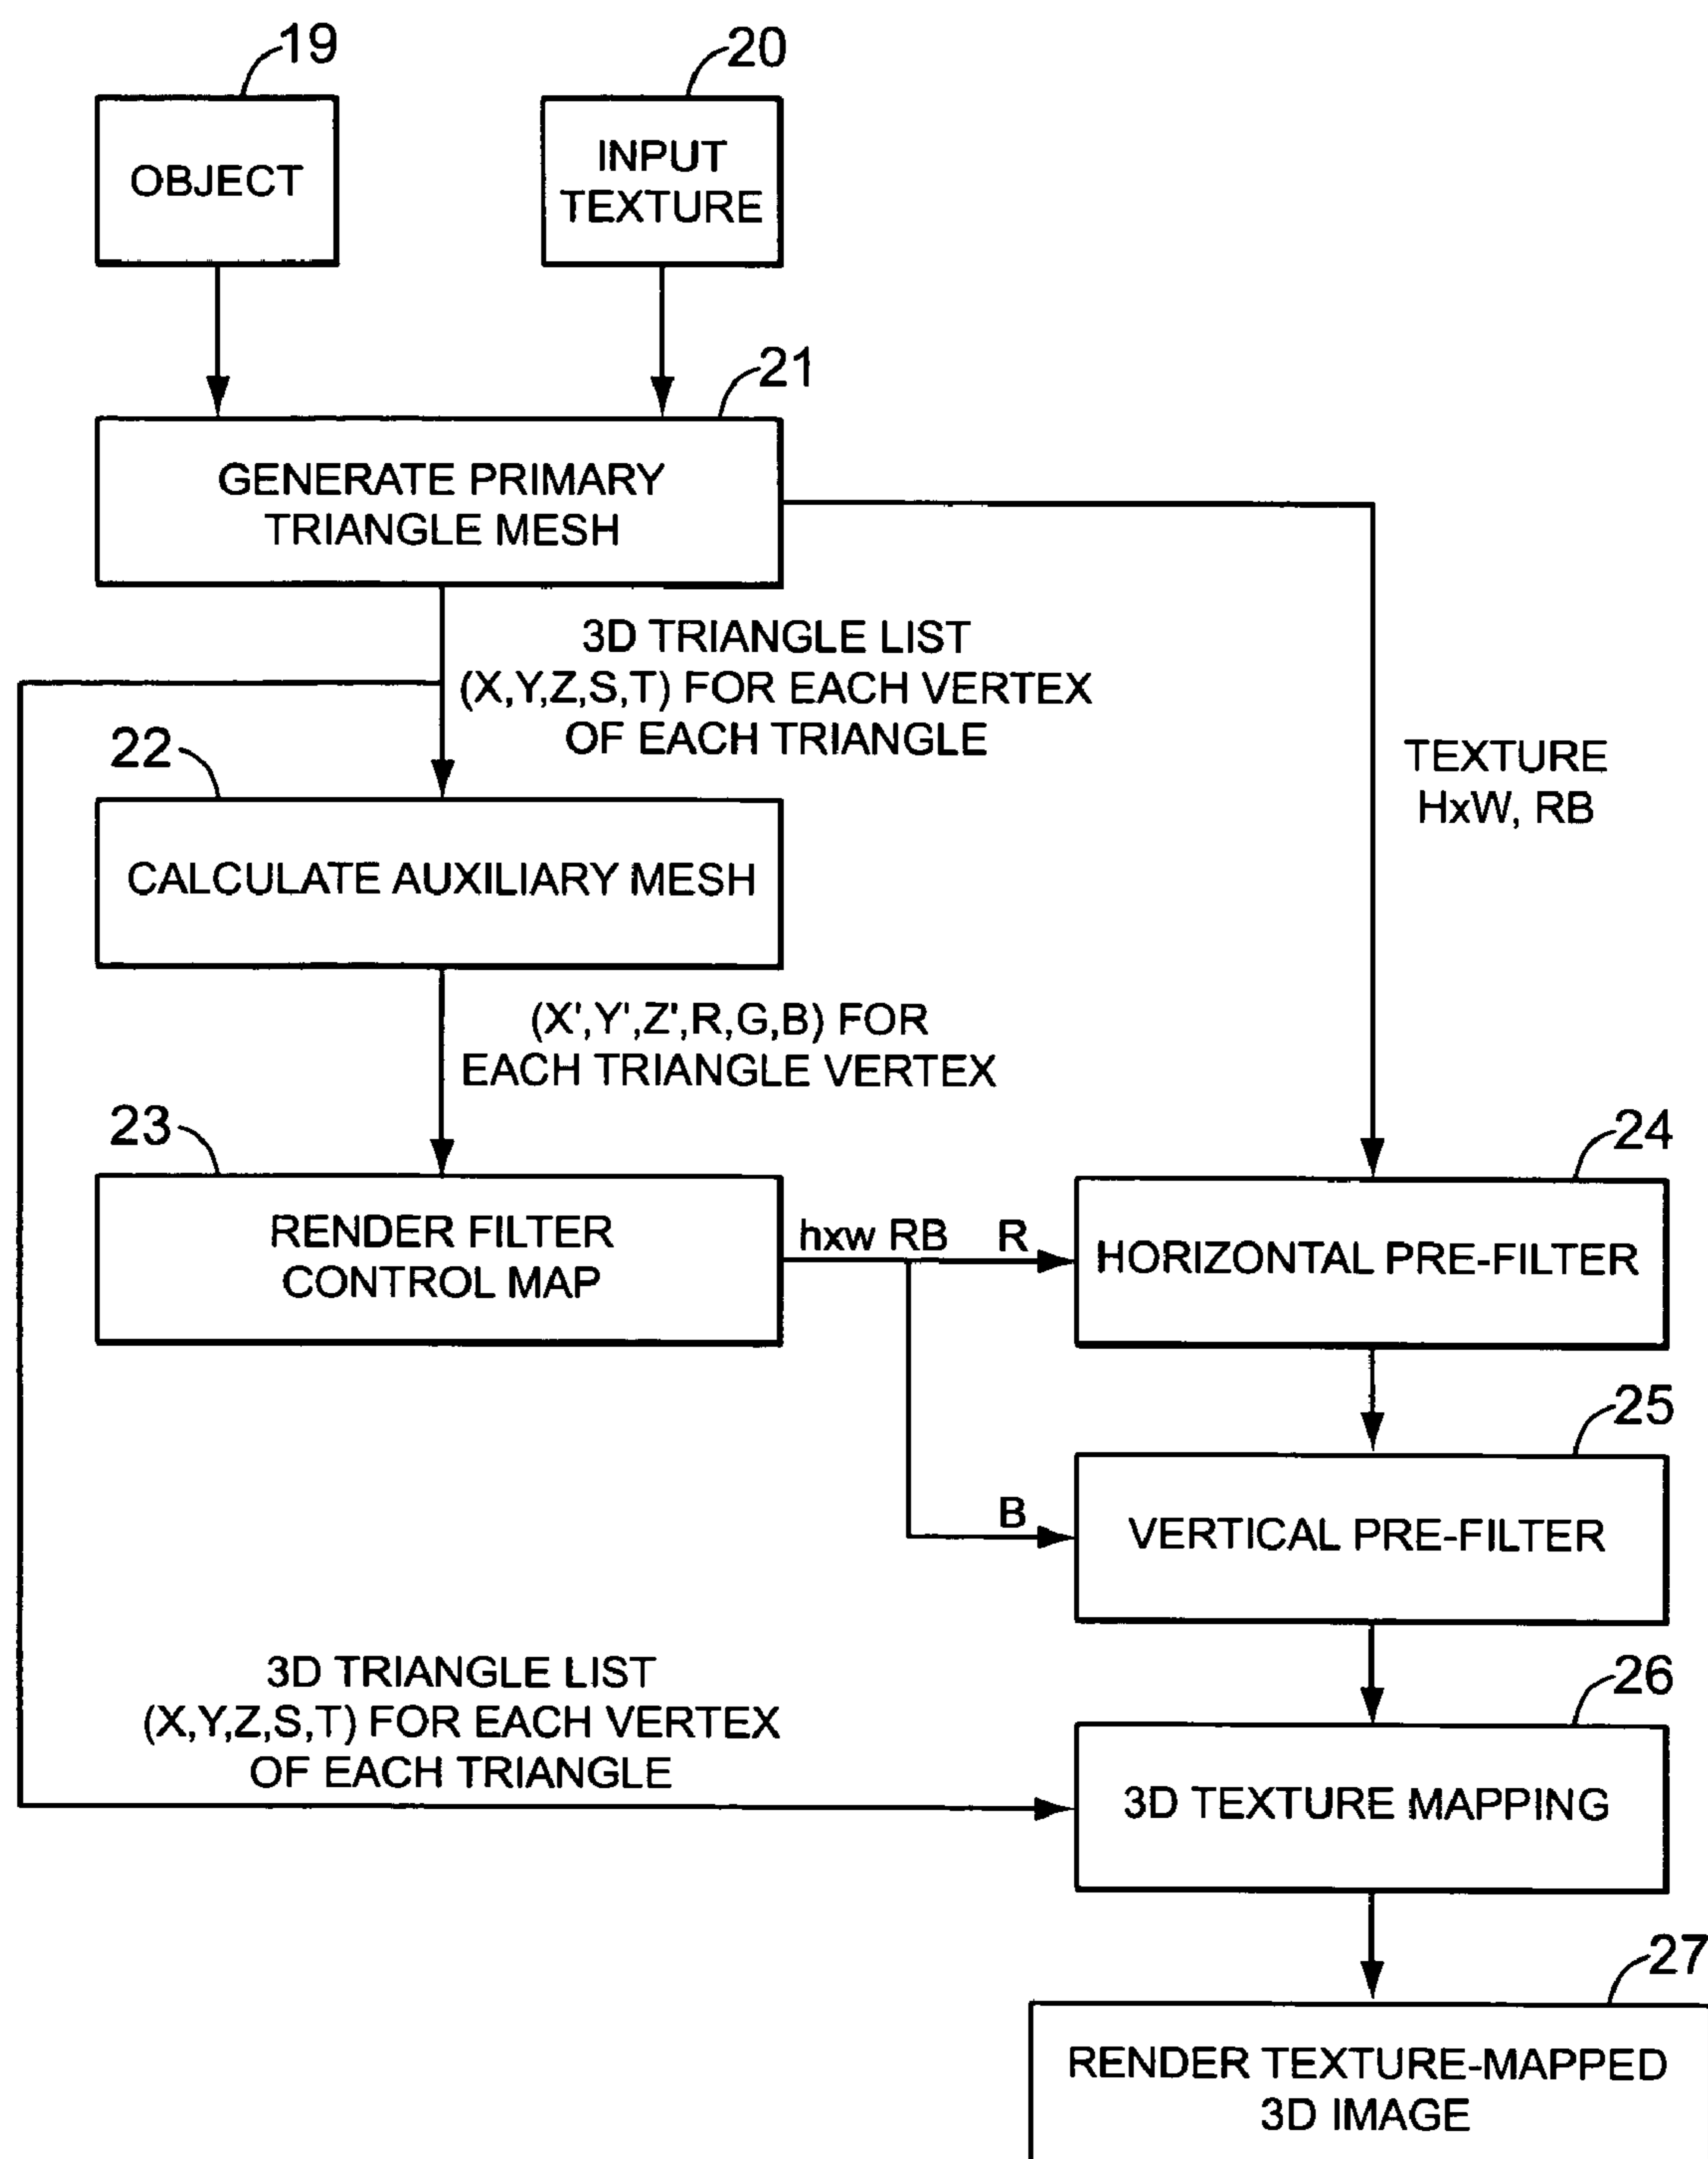 19
20
OBJECT
INPUT
TEXTURE
21
GENERATE PRIMARY
TRIANGLE MESH
3D TRIANGLE LIST
(X,Y,Z,S,T) FOR EACH VERTEX
OF EACH TRIANGLE
TEXTURE
HxW, RB
22
CALCULATE AUXILIARY MESH
(X',Y',Z',R,G,B) FOR
EACH TRIANGLE VERTEX
23
RENDER FILTER
CONTROL MAP
hxw RB
R
24
HORIZONTAL PRE-FILTER
25
B
VERTICAL PRE-FILTER
3D TRIANGLE LIST
(X,Y,Z,S,T) FOR EACH VERTEX
OF EACH TRIANGLE
26
3D TEXTURE MAPPING
27
RENDER TEXTURE-MAPPED
3D IMAGE